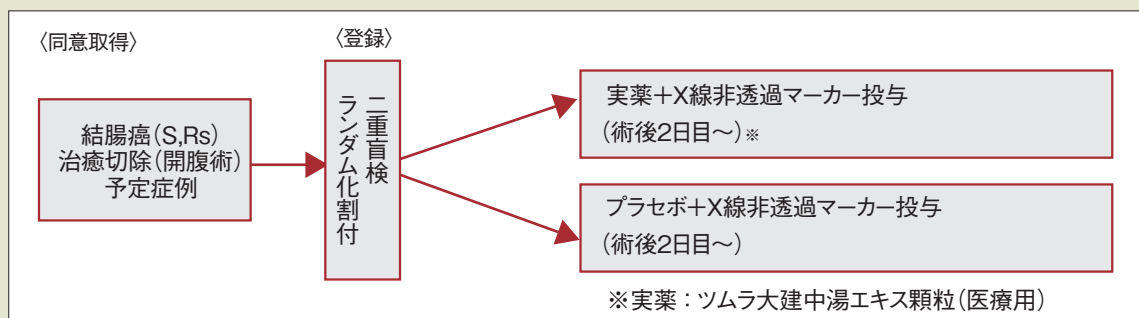 〈同意取得〉
〈登録〉
結腸癌(S,Rs)
治癒切除(開腹術)
予定症例
二重盲検
ランダム化割付
実薬+X線非透過マーカー投与
(術後2日目~)※
プラセボ+X線非透過マーカー投与
(術後2日目~)
※実薬:ツムラ大建中湯エキス顆粒(医療用)